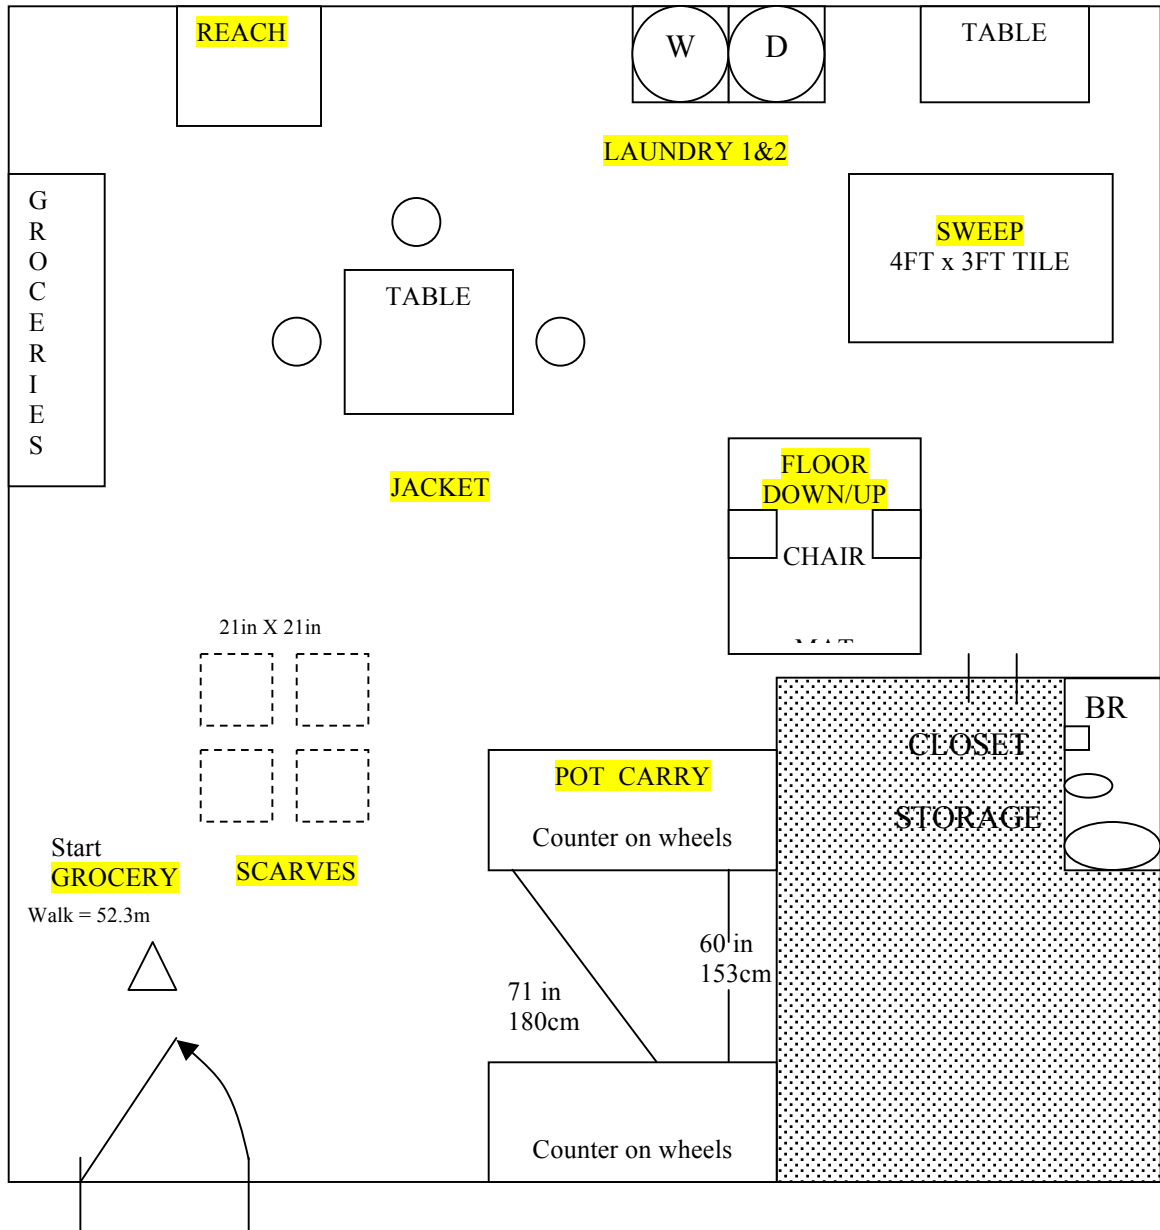 REACH
W
D
TABLE
LAUNDRY 1&2
GROCERIES
SWEEP
4FT x 3FT TILE
TABLE
JACKET
FLOOR
DOWN/UP
CHAIR
MAT
21in X 21in
BR
CLOSET
STORAGE
POT CARRY
Counter on wheels
Start
GROCERY
SCARVES
Walk = 52.3m
60 in
153cm
71 in
180cm
Counter on wheels